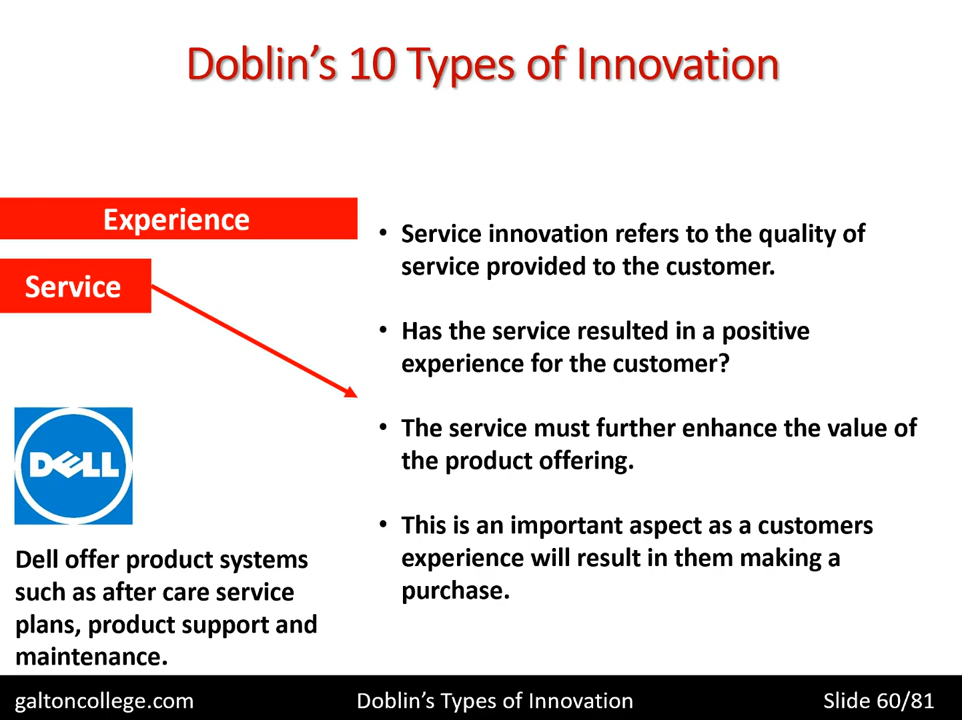 Doblin's 10 Types of Innovation
Experience
Service
DELL
Dell offer product systems
such as after care service
plans, product support and
maintenance.
• Service innovation refers to the quality of
service provided to the customer.
• Has the service resulted in a positive
experience for the customer?
• The service must further enhance the value of
the product offering.
• This is an important aspect as a customers
experience will result in them making a
purchase.
galtoncollege.com
Doblin's Types of Innovation
Slide 60/81